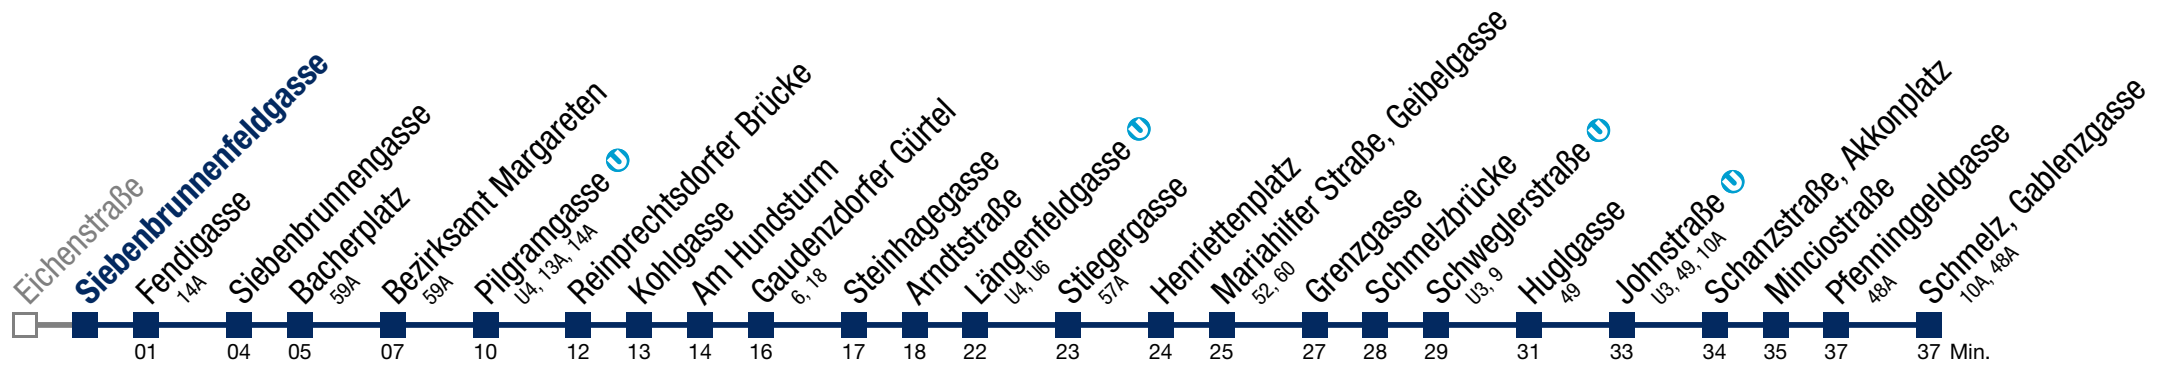 Eichenstraße
Siebenbrunnenfeldgasse
Fendigasse
14A
Siebenbrunnengasse
Bacherplatz
59A
Bezirksamt Margareten
59A
Pilgramgasse U
U4, 13A, 14A
Reinprechtsdorfer Brücke
Kohlgasse
Am Hundsturm
Gaudenzdorfer Gürtel
6, 18
Steinhagegasse
Arndtstraße
Längenfeldgasse U
U4, U6
Stiegergasse
57A
Henriettenplatz
Mariahilfer Straße, Geibelgasse
52, 60
Grenzgasse
Schmelzbrücke
Schweglerstraße U
U3, 9
Huglgasse
49
Johnstraße U
U3, 49, 10A
Schanzstraße, Akkonplatz
Minciostraße
Pfenninggeldgasse
48A
Schmelz, Gablenzgasse
10A, 48A
01 04 05 07 10 12 13 14 16 17 18 22 23 24 25 27 28 29 31 33 34 35 37 37 Min.